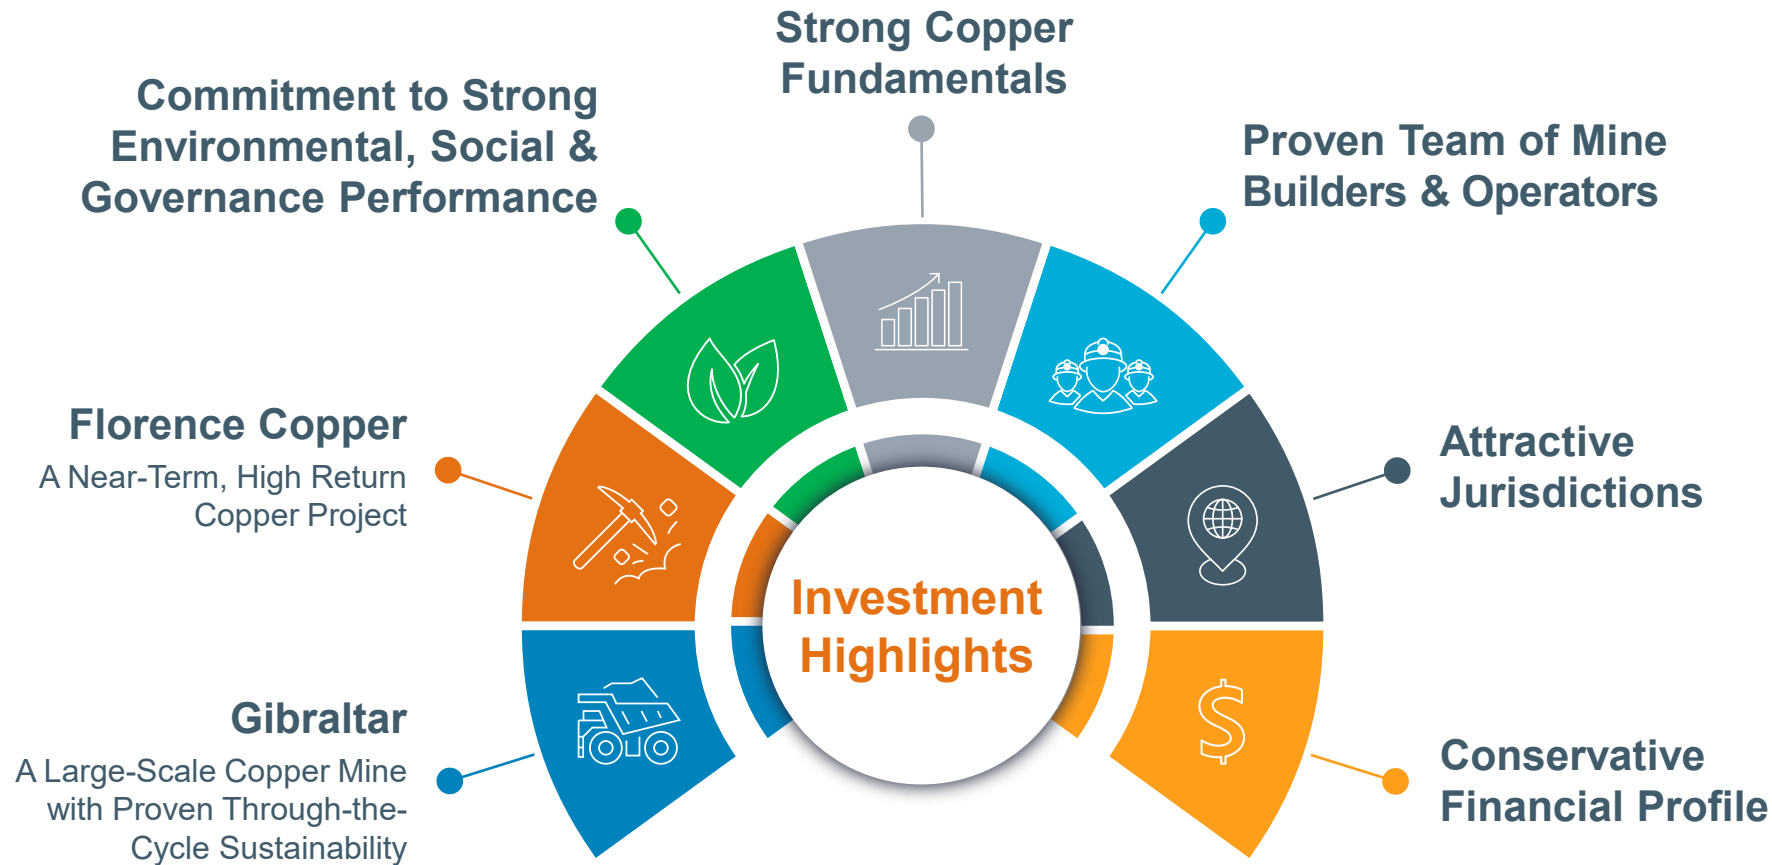 Strong Copper
Fundamentals
Commitment to Strong
Environmental, Social &
Governance Performance
Proven Team of Mine
Builders & Operators
Florence Copper
A Near-Term, High Return
Copper Project
Attractive
Jurisdictions
Investment
Highlights
Gibraltar
A Large-Scale Copper Mine
with Proven Through-the-
Cycle Sustainability
Conservative
Financial Profile